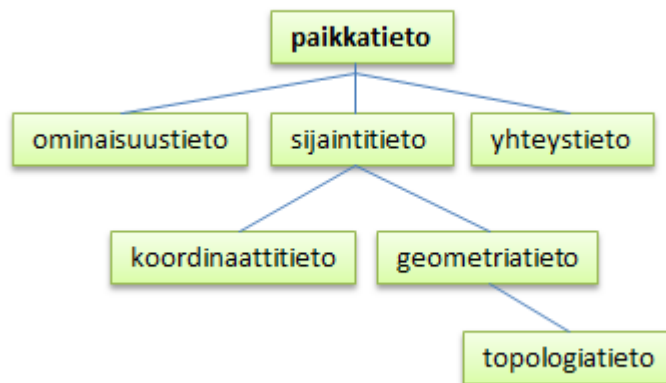 paikkatieto
ominaisuustieto
sijaintitieto
yhteystieto
koordinaattitieto
geometriatieto
topologiatieto